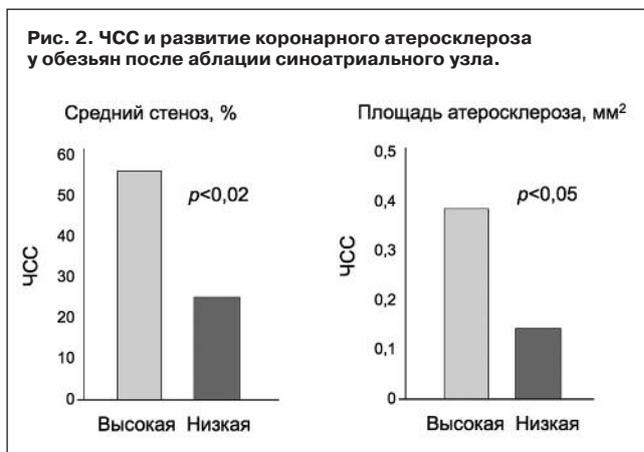 Рис. 2. ЧСС и развитие коронарного атеросклероза
у обезьян после аблации синоатриального узла.
Средний стеноз, %
60
50
40
30
20
10
0
ЧСС
p<0,02
Высокая Низкая
Площадь атеросклероза, мм²
0,5
0,4
0,3
0,2
0,1
0
ЧСС
p<0,05
Высокая Низкая